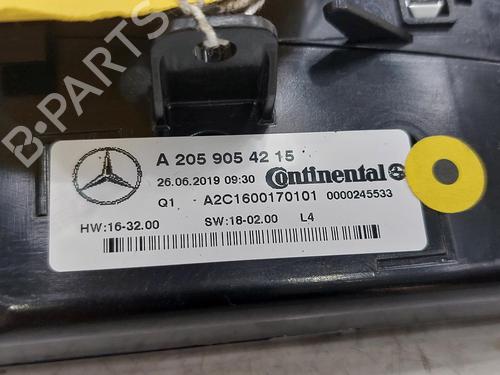 B-PARTS
A 205 905 42 15
26.06.2019 09:30 Continental
Q1 A2C1600170101 0000245533
HW:16-32.00 SW:18-02.00 L4